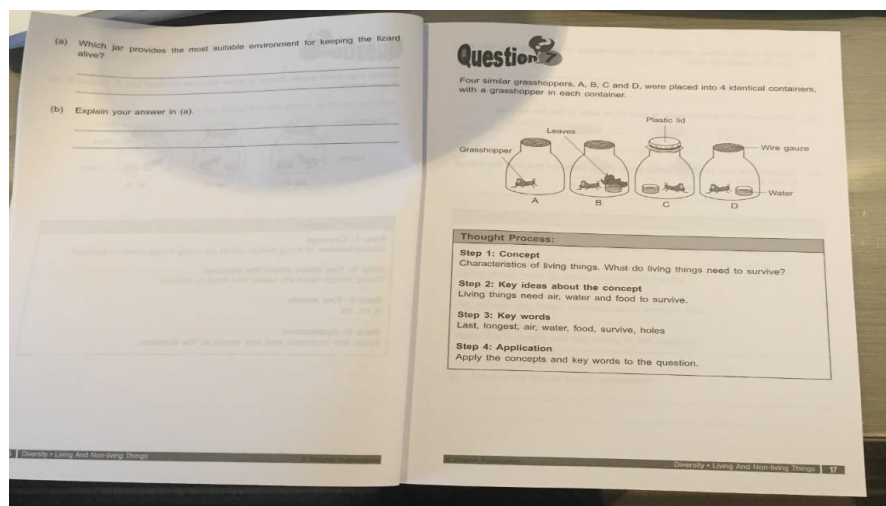 (a) Which jar provides the most suitable environment for keeping the lizard
alive?
(b) Explain your answer in (a).
Diversity • Living And Non-living Things
Question 7
Four similar grasshoppers, A, B, C and D, were placed into 4 identical containers,
with a grasshopper in each container.
Plastic lid
Leaves
Wire gauze
Grasshopper
Water
A
B
C
D
Thought Process:
Step 1: Concept
Characteristics of living things. What do living things need to survive?
Step 2: Key ideas about the concept
Living things need air, water and food to survive.
Step 3: Key words
Last, longest, air, water, food, survive, holes
Step 4: Application
Apply the concepts and key words to the question.
Diversity • Living And Non-living Things 17